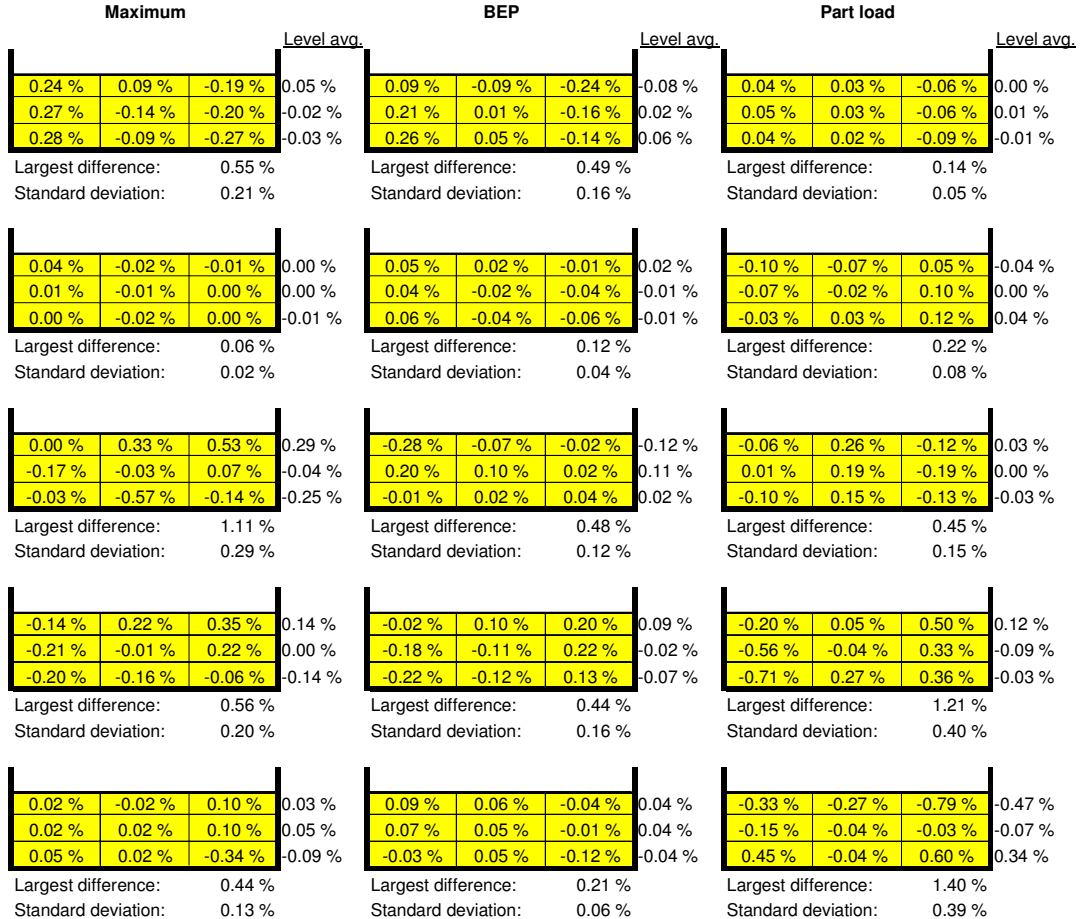 Maximum BEP Part load
Level avg. Level avg. Level avg.
0.24 % 0.09 % -0.19 % 0.05 % 0.09 % -0.09 % -0.24 % -0.08 % 0.04 % 0.03 % -0.06 % 0.00 %
0.27 % -0.14 % -0.20 % -0.02 % 0.21 % 0.01 % -0.16 % 0.02 % 0.05 % 0.03 % -0.06 % 0.01 %
0.28 % -0.09 % -0.27 % -0.03 % 0.26 % 0.05 % -0.14 % 0.06 % 0.04 % 0.02 % -0.09 % -0.01 %
Largest difference: 0.55 % Largest difference: 0.49 % Largest difference: 0.14 %
Standard deviation: 0.21 % Standard deviation: 0.16 % Standard deviation: 0.05 %
0.04 % -0.02 % -0.01 % 0.00 % 0.05 % 0.02 % -0.01 % 0.02 % -0.10 % -0.07 % 0.05 % -0.04 %
0.01 % -0.01 % 0.00 % 0.00 % 0.04 % -0.02 % -0.04 % -0.01 % -0.07 % -0.02 % 0.10 % 0.00 %
0.00 % -0.02 % 0.00 % -0.01 % 0.06 % -0.04 % -0.06 % -0.01 % -0.03 % 0.03 % 0.12 % 0.04 %
Largest difference: 0.06 % Largest difference: 0.12 % Largest difference: 0.22 %
Standard deviation: 0.02 % Standard deviation: 0.04 % Standard deviation: 0.08 %
0.00 % 0.33 % 0.53 % 0.29 % -0.28 % -0.07 % -0.02 % -0.12 % -0.06 % 0.26 % -0.12 % 0.03 %
-0.17 % -0.03 % 0.07 % -0.04 % 0.20 % 0.10 % 0.02 % 0.11 % 0.01 % 0.19 % -0.19 % 0.00 %
-0.03 % -0.57 % -0.14 % -0.25 % -0.01 % 0.02 % 0.04 % 0.02 % -0.10 % 0.15 % -0.13 % -0.03 %
Largest difference: 1.11 % Largest difference: 0.48 % Largest difference: 0.45 %
Standard deviation: 0.29 % Standard deviation: 0.12 % Standard deviation: 0.15 %
-0.14 % 0.22 % 0.35 % 0.14 % -0.02 % 0.10 % 0.20 % 0.09 % -0.20 % 0.05 % 0.50 % 0.12 %
-0.21 % -0.01 % 0.22 % 0.00 % -0.18 % -0.11 % 0.22 % -0.02 % -0.56 % -0.04 % 0.33 % -0.09 %
-0.20 % -0.16 % -0.06 % -0.14 % -0.22 % -0.12 % 0.13 % -0.07 % -0.71 % 0.27 % 0.36 % -0.03 %
Largest difference: 0.56 % Largest difference: 0.44 % Largest difference: 1.21 %
Standard deviation: 0.20 % Standard deviation: 0.16 % Standard deviation: 0.40 %
0.02 % -0.02 % 0.10 % 0.03 % 0.09 % 0.06 % -0.04 % 0.04 % -0.33 % -0.27 % -0.79 % -0.47 %
0.02 % 0.02 % 0.10 % 0.05 % 0.07 % 0.05 % -0.01 % 0.04 % -0.15 % -0.04 % -0.03 % -0.07 %
0.05 % 0.02 % -0.34 % -0.09 % -0.03 % 0.05 % -0.12 % -0.04 % 0.45 % -0.04 % 0.60 % 0.34 %
Largest difference: 0.44 % Largest difference: 0.21 % Largest difference: 1.40 %
Standard deviation: 0.13 % Standard deviation: 0.06 % Standard deviation: 0.39 %